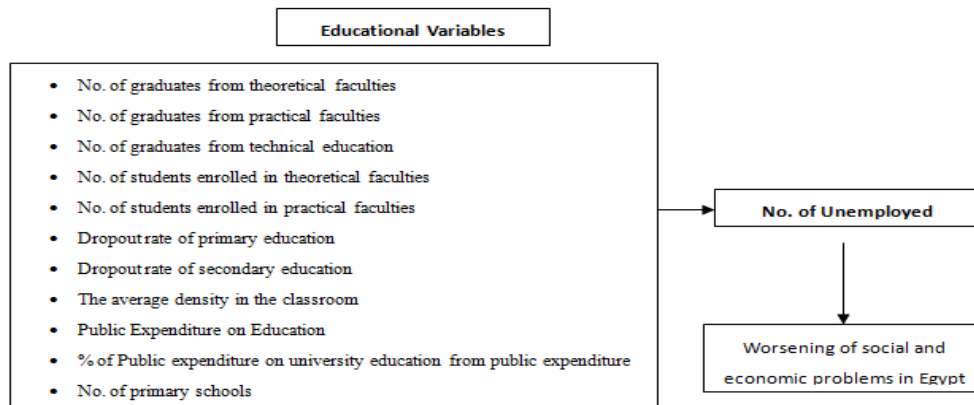 Educational Variables
• No. of graduates from theoretical faculties
• No. of graduates from practical faculties
• No. of graduates from technical education
• No. of students enrolled in theoretical faculties
• No. of students enrolled in practical faculties
• Dropout rate of primary education
• Dropout rate of secondary education
• The average density in the classroom
• Public Expenditure on Education
• % of Public expenditure on university education from public expenditure
• No. of primary schools
No. of Unemployed
Worsening of social and
economic problems in Egypt